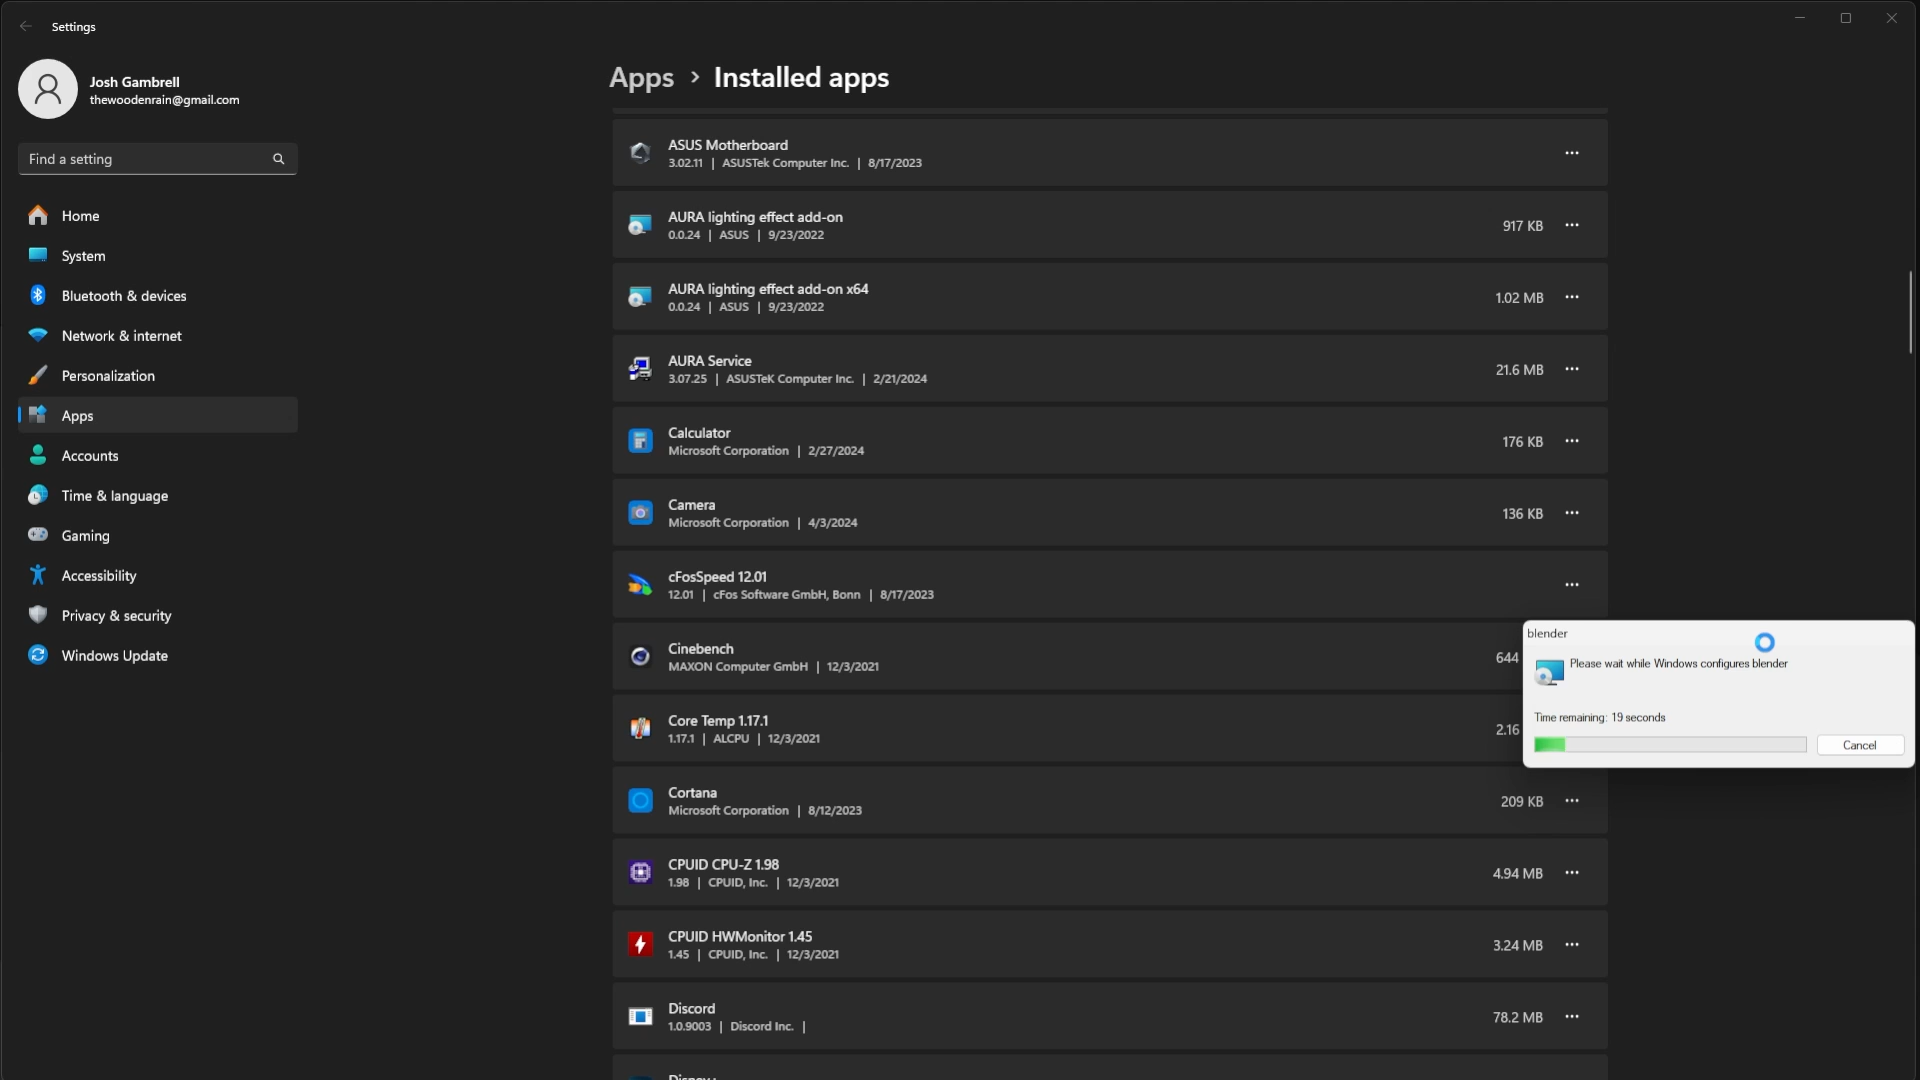 Settings
Josh Gambrell
thewoodenrain@gmail.com
Find a setting
Home
System
Bluetooth & devices
Network & internet
Personalization
Apps
Accounts
Time & language
Gaming
Accessibility
Privacy & security
Windows Update
Apps > Installed apps
ASUS Motherboard
3.02.11 | ASUSTek Computer Inc. | 8/17/2023
AURA lighting effect add-on
0.0.24 | ASUS | 9/23/2022
917 KB
AURA lighting effect add-on x64
0.0.24 | ASUS | 9/23/2022
1.02 MB
AURA Service
3.07.25 | ASUSTeK Computer Inc. | 2/21/2024
21.6 MB
Calculator
Microsoft Corporation | 2/27/2024
176 KB
Camera
Microsoft Corporation | 4/3/2024
136 KB
cFosSpeed 12.01
12.01 | cFos Software GmbH, Bonn | 8/17/2023
Cinebench
MAXON Computer GmbH | 12/3/2021
644
Core Temp 1.17.1
1.17.1 | ALCPU | 12/3/2021
2.16
Cortana
Microsoft Corporation | 8/12/2023
209 KB
CPUID CPU-Z 1.98
1.98 | CPUID, Inc. | 12/3/2021
4.94 MB
CPUID HWMonitor 1.45
1.45 | CPUID, Inc. | 12/3/2021
3.24 MB
Discord
1.0.9003 | Discord Inc. |
78.2 MB
blender
Please wait while Windows configures blender
Time remaining: 19 seconds
Cancel